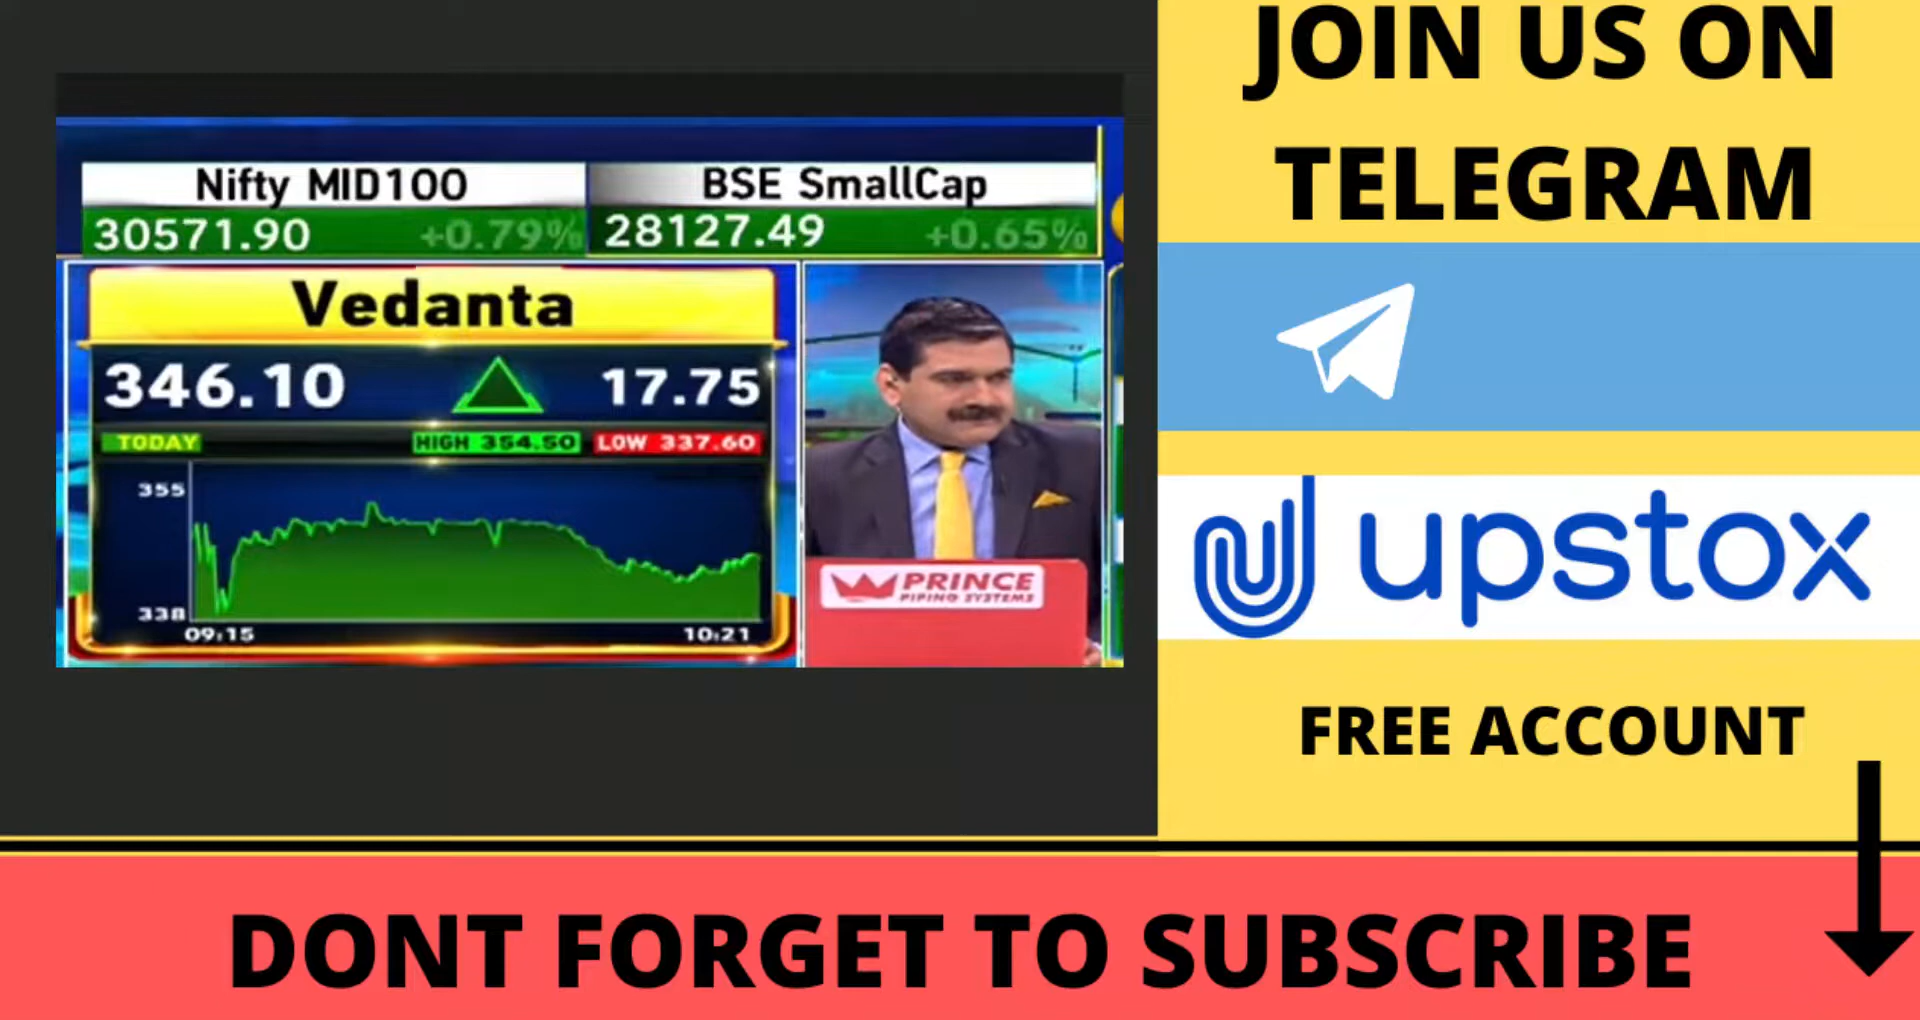 JOIN US ON
TELEGRAM
Nifty MID100
BSE SmallCap
30571.90
+0.79%
28127.49
+0.65%
Vedanta
346.10
17.75
TODAY
HIGH 354.50
LOW 337.60
355
338
09:15
10:21
PRINCE
PIPING SYSTEMS
upstox
FREE ACCOUNT
DONT FORGET TO SUBSCRIBE